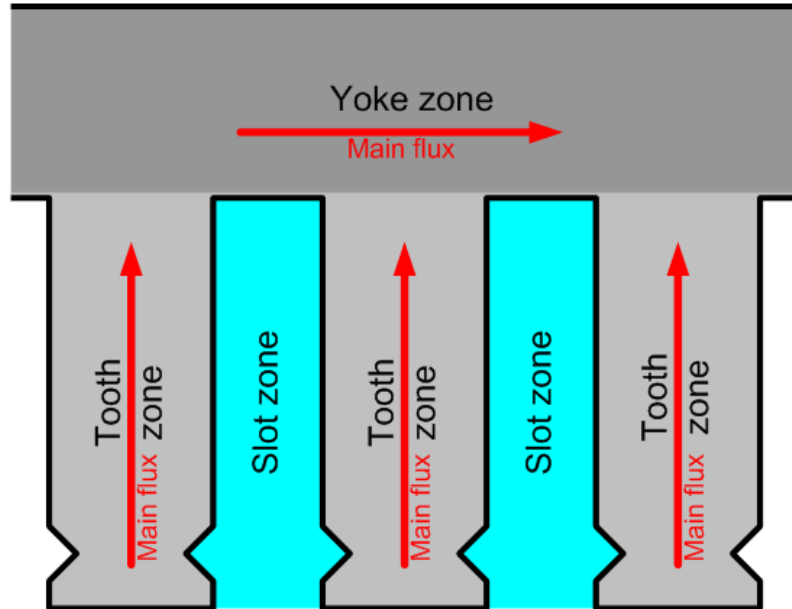 Yoke zone
Main flux
Tooth
zone
Main flux
Slot zone
Tooth
zone
Main flux
Slot zone
Tooth
zone
Main flux